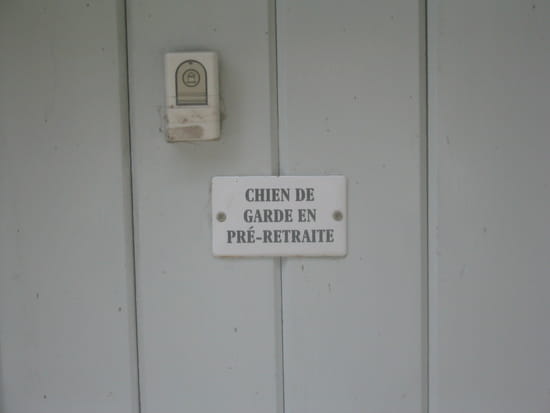 CHIEN DE
GARDE EN
PRÉ-RETRAITE